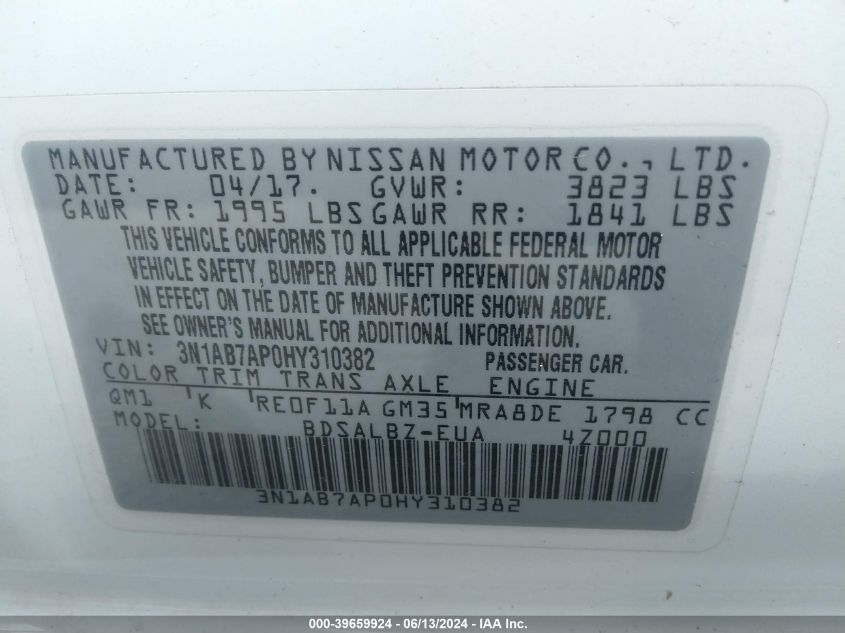 MANUFACTURED BY NISSAN MOTOR CO., LTD.
DATE: 04/17. GVWR: 3823 LBS
GAWR FR: 1995 LBS GAWR RR: 1841 LBS
THIS VEHICLE CONFORMS TO ALL APPLICABLE FEDERAL MOTOR
VEHICLE SAFETY, BUMPER AND THEFT PREVENTION STANDARDS
IN EFFECT ON THE DATE OF MANUFACTURE SHOWN ABOVE.
SEE OWNER'S MANUAL FOR ADDITIONAL INFORMATION.
VIN: 3N1AB7AP0HY310382 PASSENGER CAR.
COLOR TRIM TRANS AXLE ENGINE
QM1 K RE0F11A GM35 MRA8DE 1798 CC
MODEL: BDSALBZ-EUA 4Z000
3N1AB7AP0HY310382
000-39659924 - 06/13/2024 - IAA Inc.